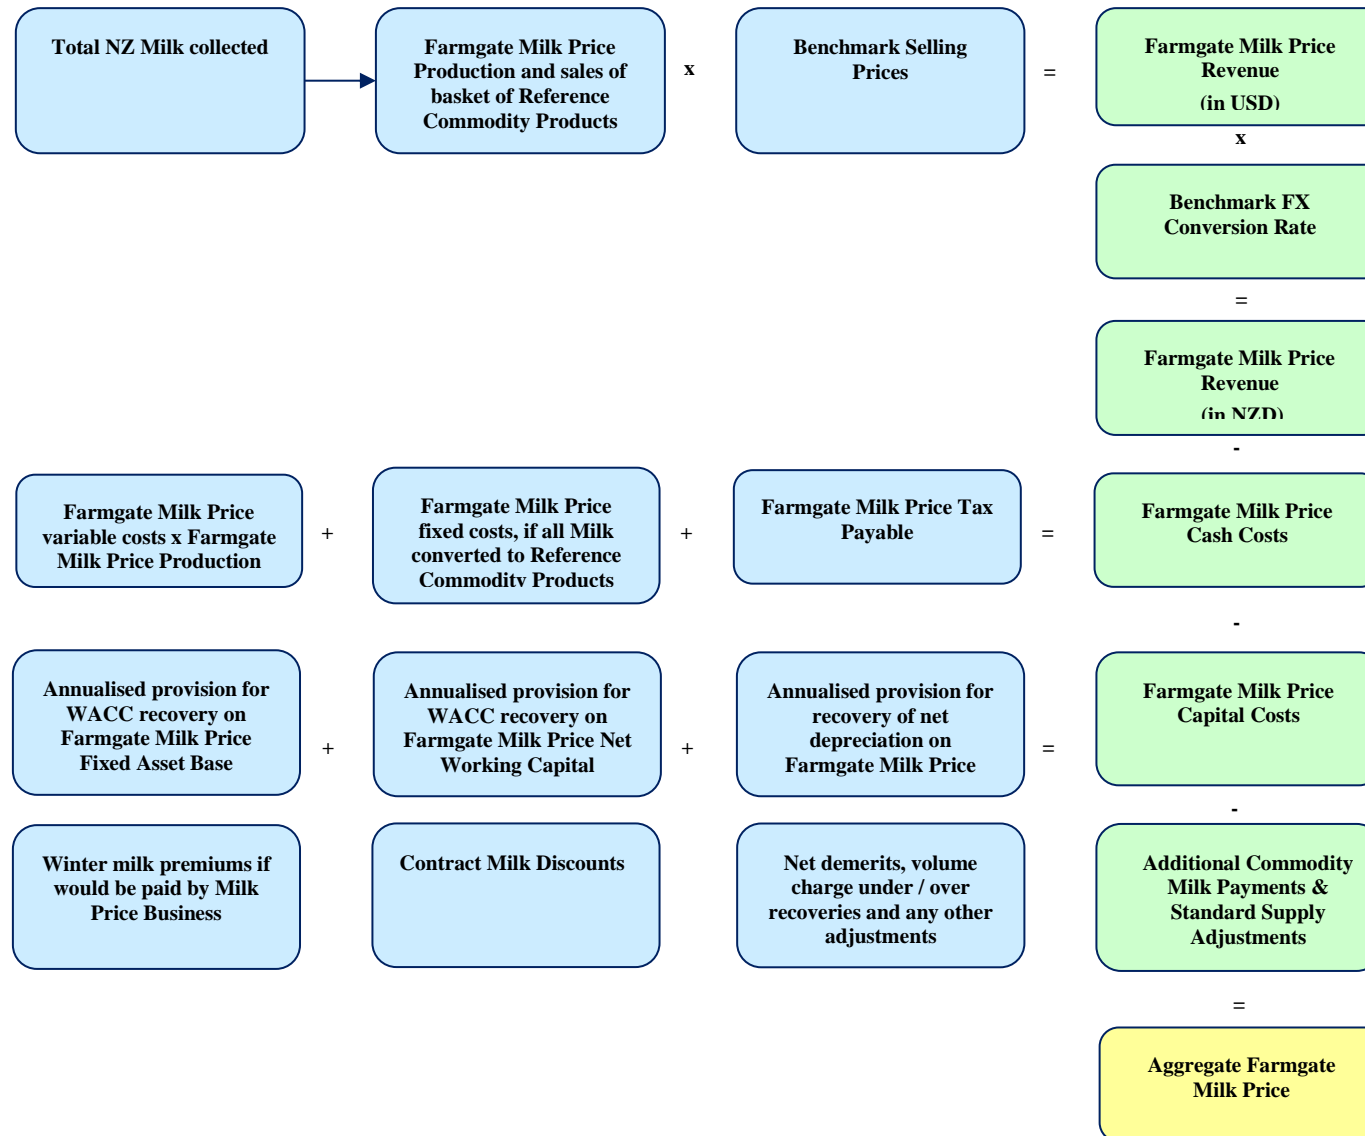 Total NZ Milk collected
Farmgate Milk Price
Production and sales of
basket of Reference
Commodity Products
x
Benchmark Selling
Prices
=
Farmgate Milk Price
Revenue
(in USD)
x
Benchmark FX
Conversion Rate
=
Farmgate Milk Price
Revenue
(in NZD)
-
Farmgate Milk Price
variable costs x Farmgate
Milk Price Production
+
Farmgate Milk Price
fixed costs, if all Milk
converted to Reference
Commodity Products
+
Farmgate Milk Price Tax
Payable
=
Farmgate Milk Price
Cash Costs
-
Annualised provision for
WACC recovery on
Farmgate Milk Price
Fixed Asset Base
+
Annualised provision for
WACC recovery on
Farmgate Milk Price Net
Working Capital
+
Annualised provision for
recovery of net
depreciation on
Farmgate Milk Price
=
Farmgate Milk Price
Capital Costs
-
Winter milk premiums if
would be paid by Milk
Price Business
Contract Milk Discounts
Net demerits, volume
charge under / over
recoveries and any other
adjustments
Additional Commodity
Milk Payments &
Standard Supply
Adjustments
=
Aggregate Farmgate
Milk Price